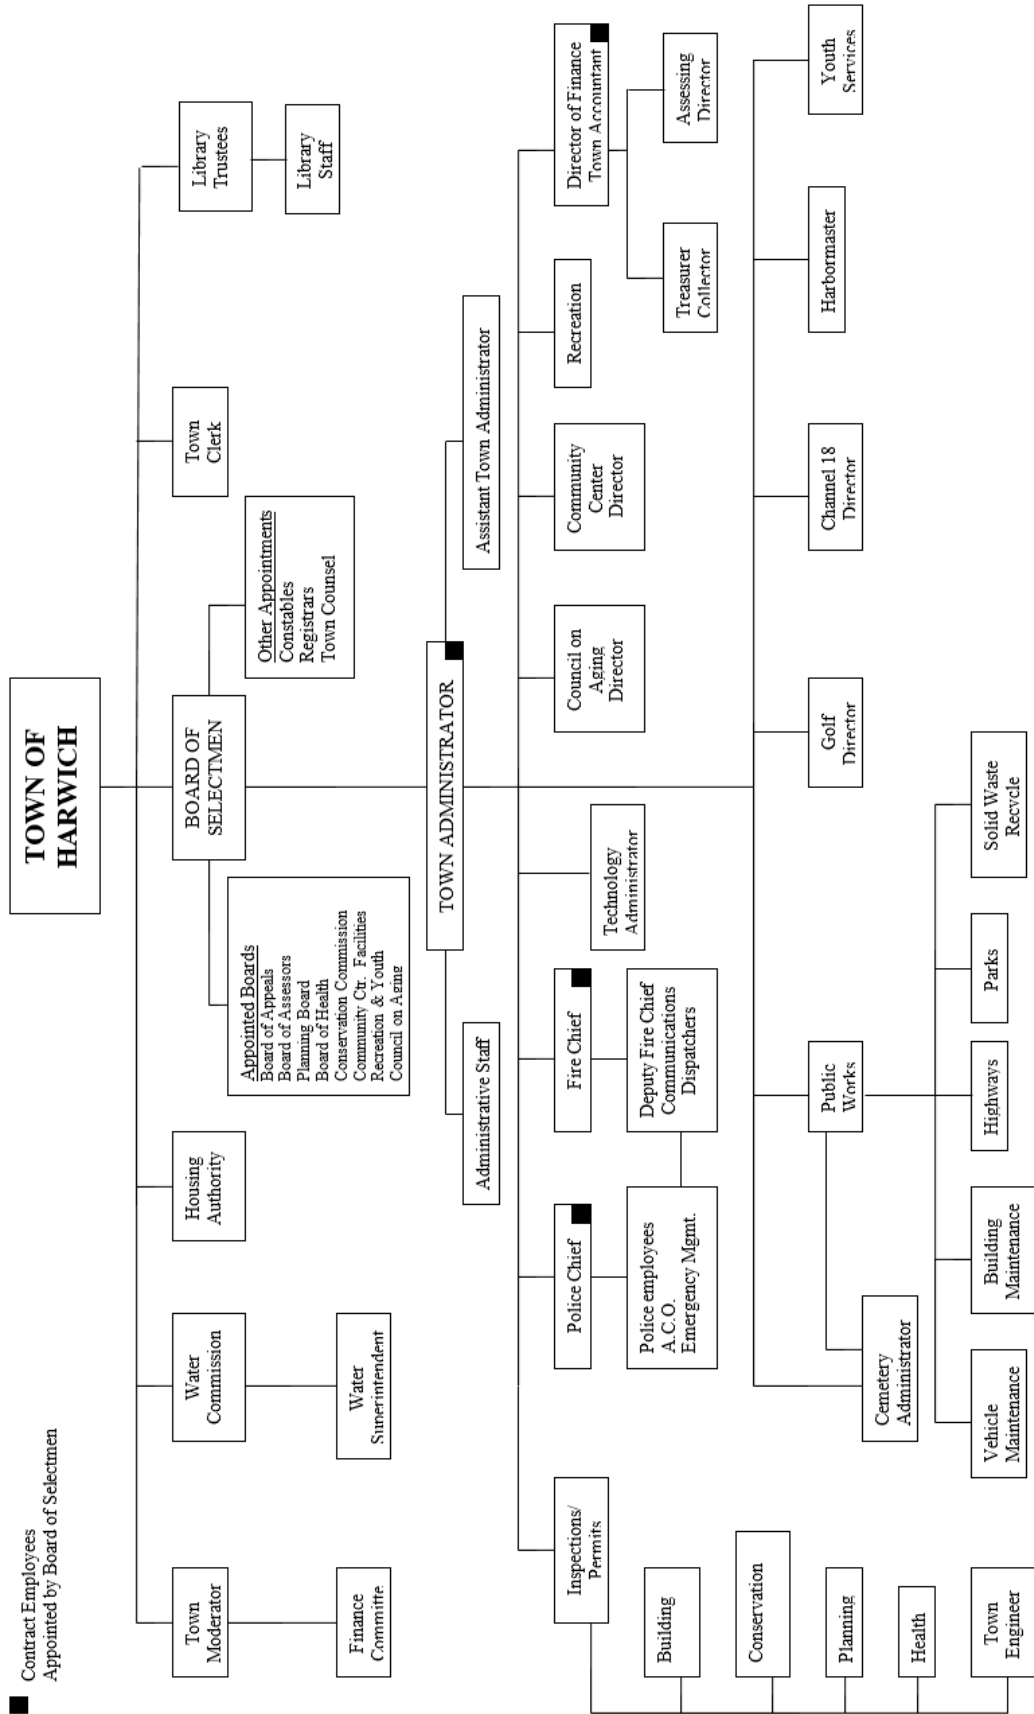 Contract Employees
Appointed by Board of Selectmen
TOWN OF
HARWICH
Town
Moderator
Water
Commission
Housing
Authority
BOARD OF
SELECTMEN
Town
Clerk
Library
Trustees
Finance
Committe
Water
Superintendent
Appointed Boards
Board of Appeals
Board of Assessors
Planning Board
Board of Health
Conservation Commission
Community Ctr. Facilities
Recreation & Youth
Council on Aging
Other Appointments
Constables
Registrars
Town Counsel
Library
Staff
TOWN ADMINISTRATOR
Administrative Staff
Assistant Town Administrator
Inspections/
Permits
Police Chief
Fire Chief
Technology
Administrator
Council on
Aging
Director
Community
Center
Director
Recreation
Director of Finance
Town Accountant
Police employees
A.C.O.
Emergency Mgmt.
Deputy Fire Chief
Communications
Dispatchers
Treasurer
Collector
Assessing
Director
Building
Conservation
Planning
Health
Town
Engineer
Cemetery
Administrator
Public
Works
Golf
Director
Channel 18
Director
Harbormaster
Youth
Services
Vehicle
Maintenance
Building
Maintenance
Highways
Parks
Solid Waste
Recycle